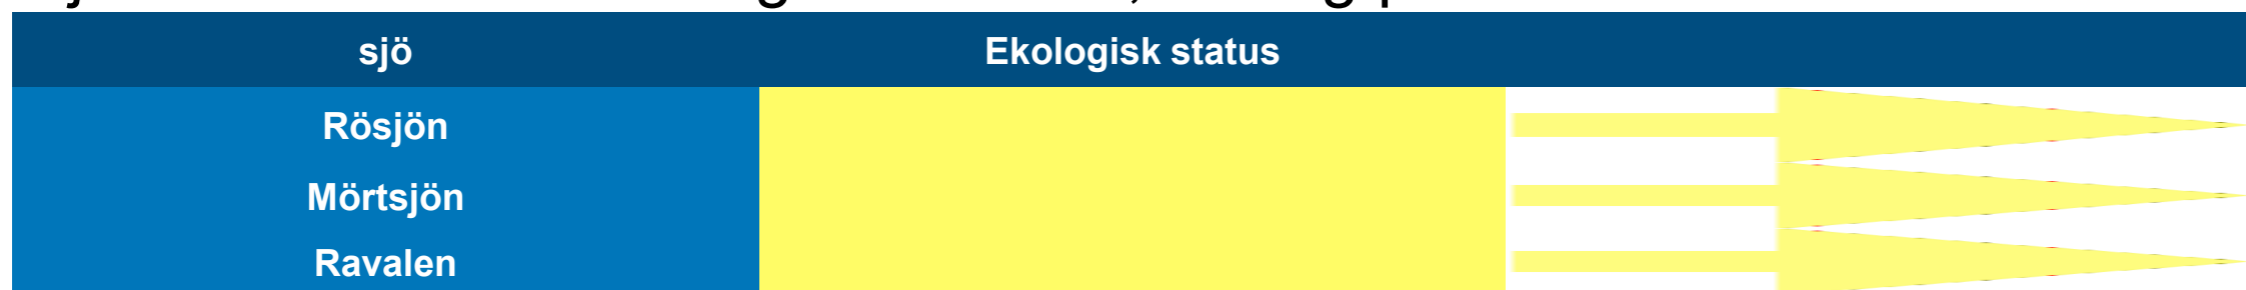 sjö Ekologisk status
Rösjön
Mörtsjön
Ravalen